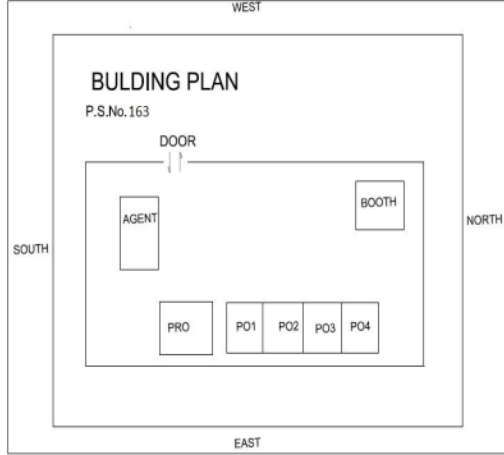 WEST
BULDING PLAN
P.S.No.163
DOOR
AGENT
BOOTH
SOUTH
NORTH
PRO
PO1
PO2
PO3
PO4
EAST